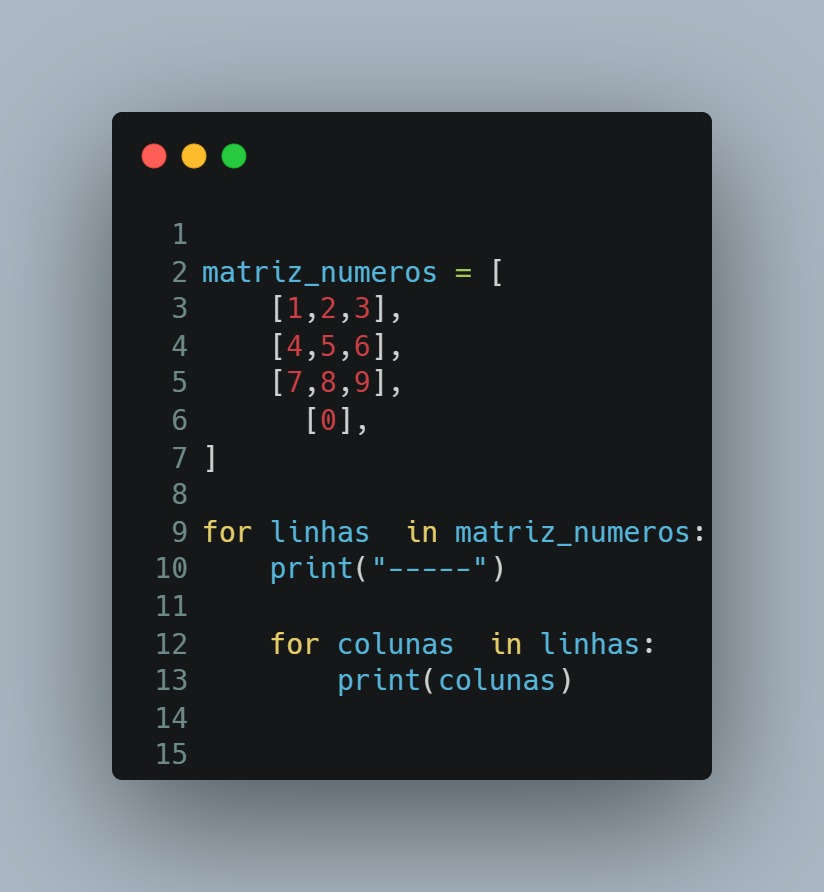 1
2 matriz_numeros = [
3     [1,2,3],
4     [4,5,6],
5     [7,8,9],
6       [0],
7 ]
8
9 for linhas  in matriz_numeros:
10     print("-----")
11
12     for colunas  in linhas:
13         print(colunas)
14
15